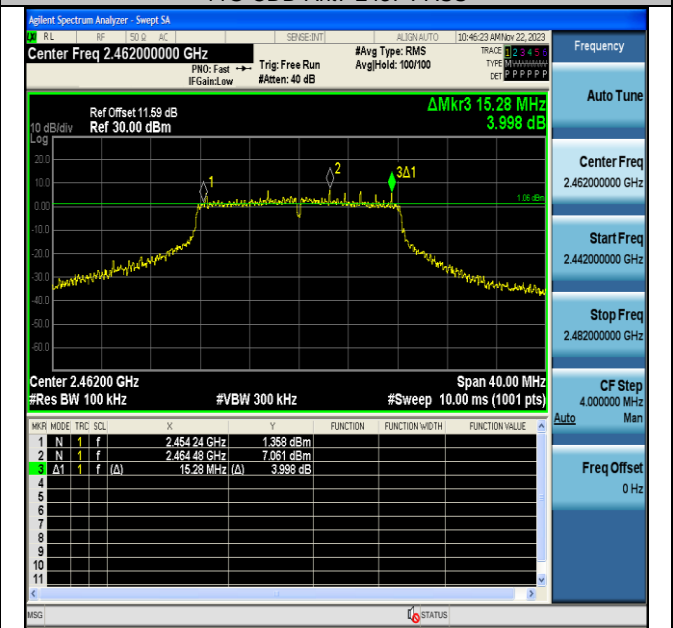 Agilent Spectrum Analyzer - Swept SA
LXI RL RF 50 Ω AC SENSE:INT ALIGN AUTO 10:46:23 AM Nov 22, 2023
Center Freq 2.462000000 GHz
#Avg Type: RMS
TRACE 1 2 3 4 5 6
PNO: Fast Trig: Free Run Avg|Hold: 100/100
TYPE M
IFGain:Low #Atten: 40 dB
DET P P P P P P
Frequency
Auto Tune
Center Freq
2.462000000 GHz
Start Freq
2.442000000 GHz
Stop Freq
2.482000000 GHz
CF Step
4.000000 MHz
Auto Man
Freq Offset
0 Hz
ΔMkr3 15.28 MHz
3.998 dB
Ref Offset 11.59 dB
10 dB/div Ref 30.00 dBm
Log
20.0
10.0
0.00
-10.0
-20.0
-30.0
-40.0
-50.0
-60.0
1
2
3Δ1
1.06 dBm
Center 2.46200 GHz Span 40.00 MHz
#Res BW 100 kHz #VBW 300 kHz #Sweep 10.00 ms (1001 pts)
MKR MODE TRC SCL X Y FUNCTION FUNCTION WIDTH FUNCTION VALUE
1 N 1 f 2.454 24 GHz 1.358 dBm
2 N 1 f 2.464 48 GHz 7.061 dBm
3 Δ1 1 f (Δ) 15.28 MHz (Δ) 3.998 dB
4
5
6
7
8
9
10
11
MSG STATUS